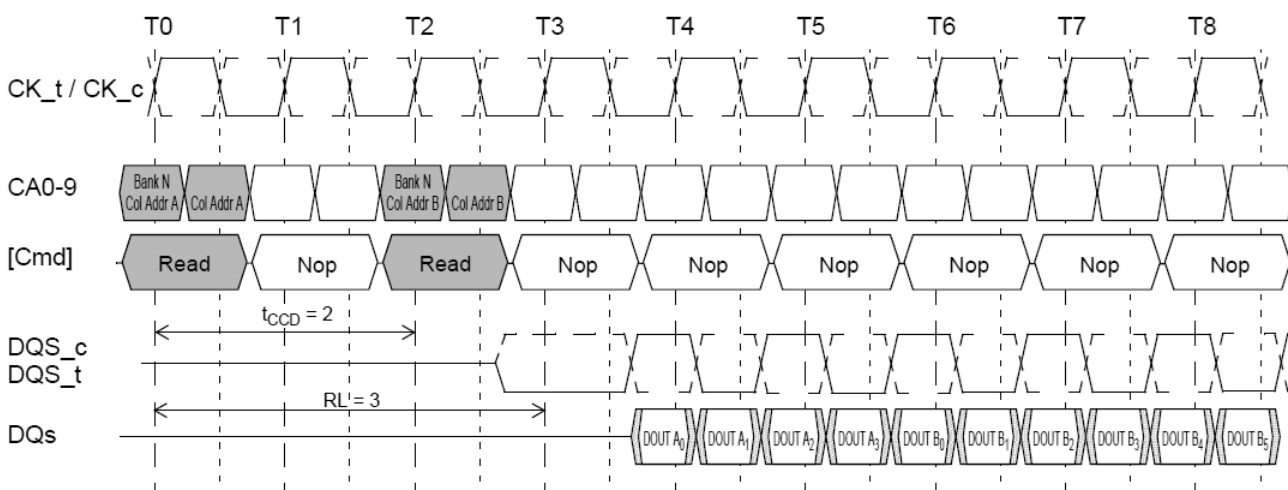 T0 T1 T2 T3 T4 T5 T6 T7 T8
CK_t / CK_c
CA0-9
Bank N
Col Addr A
Col Addr A
Bank N
Col Addr B
Col Addr B
[Cmd]
Read Nop Read Nop Nop Nop Nop Nop Nop
tCCD = 2
DQS_c
DQS_t
RL = 3
DQs
DOUT A0 DOUT A1 DOUT A2 DOUT A3 DOUT B0 DOUT B1 DOUT B2 DOUT B3 DOUT B4 DOUT B5